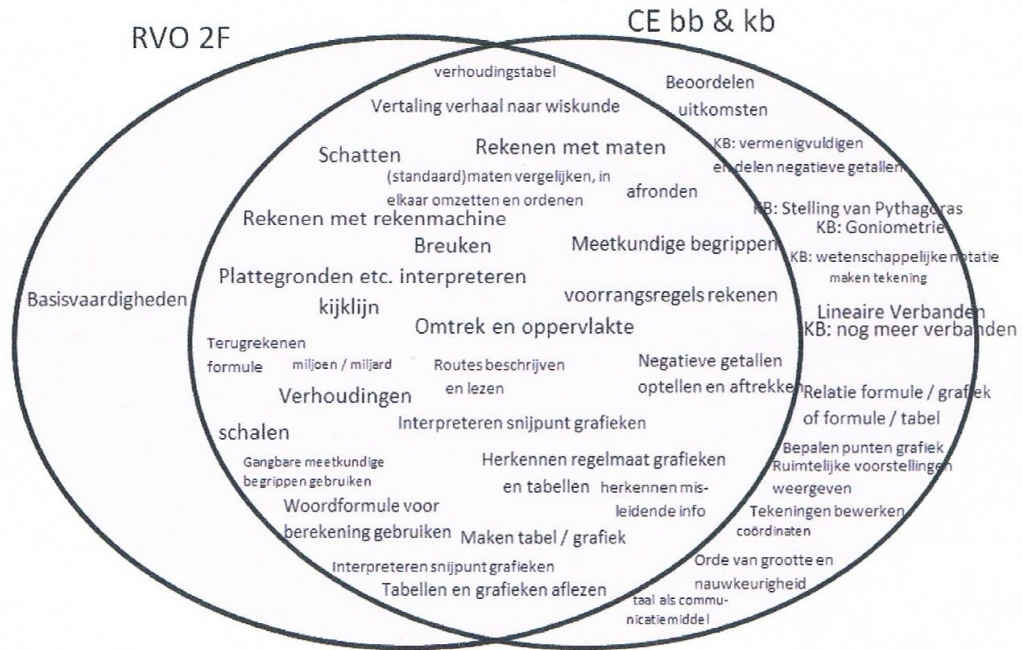 RVO 2F
CE bb & kb
verhoudingstabel
Vertaling verhaal naar wiskunde
Schatten
Rekenen met maten
(standaard)maten vergelijken, in
elkaar omzetten en ordenen
afronden
Rekenen met rekenmachine
Breuken
Meetkundige begrippen
Plattegronden etc. interpreteren
kijklijn
voorrangsregels rekenen
Omtrek en oppervlakte
Basisvaardigheden
Terugrekenen
formule
miljoen / miljard
Routes beschrijven
en lezen
Negatieve getallen
optellen en aftrekken
Verhoudingen
Interpreteren snijpunt grafieken
schalen
Gangbare meetkundige
begrippen gebruiken
Herkennen regelmaat grafieken
en tabellen
herkennen mis-
leidende info
Woordformule voor
berekening gebruiken
Maken tabel / grafiek
Interpreteren snijpunt grafieken
Tabellen en grafieken aflezen
Beoordelen
uitkomsten
KB: vermenigvuldigen
en delen negatieve getallen
KB: Stelling van Pythagoras
KB: Goniometrie
KB: wetenschappelijke notatie
maken tekening
Lineaire Verbanden
KB: nog meer verbanden
Relatie formule / grafiek
of formule / tabel
Bepalen punten grafiek
Ruimtelijke voorstellingen
weergeven
Tekeningen bewerken
coördinaten
Orde van grootte en
nauwkeurigheid
taal als commu-
nicatiemiddel